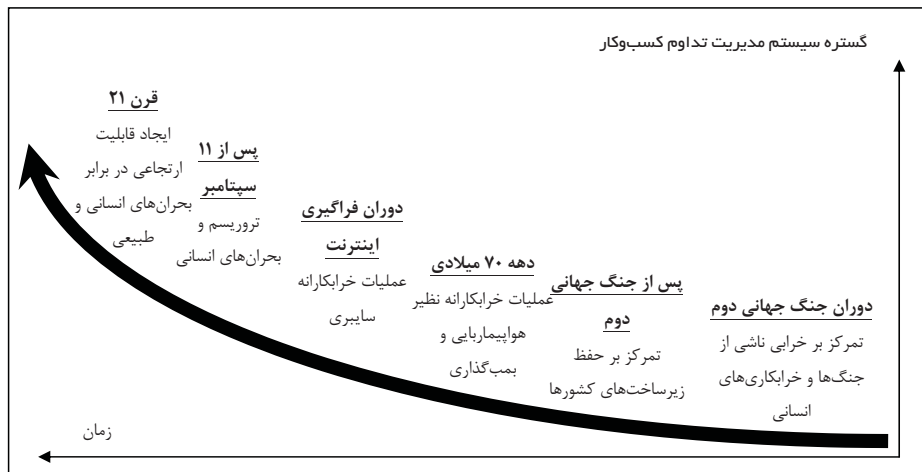 گستره سیستم مدیریت تداوم کسب‌وکار
دوران جنگ جهانی دوم
تمرکز بر خرابی ناشی از
جنگ‌ها و خرابکاری‌های
انسانی
پس از جنگ جهانی
دوم
تمرکز بر حفظ
زیرساخت‌های کشورها
دهه ۷۰ میلادی
عملیات خرابکارانه نظیر
هواپیماربایی و
بمب‌گذاری
دوران فراگیری
اینترنت
عملیات خرابکارانه
سایبری
پس از ۱۱
سپتامبر
تروریسم و
بحران‌های انسانی
قرن ۲۱
ایجاد قابلیت
ارتجاعی در برابر
بحران‌های انسانی و
طبیعی
زمان